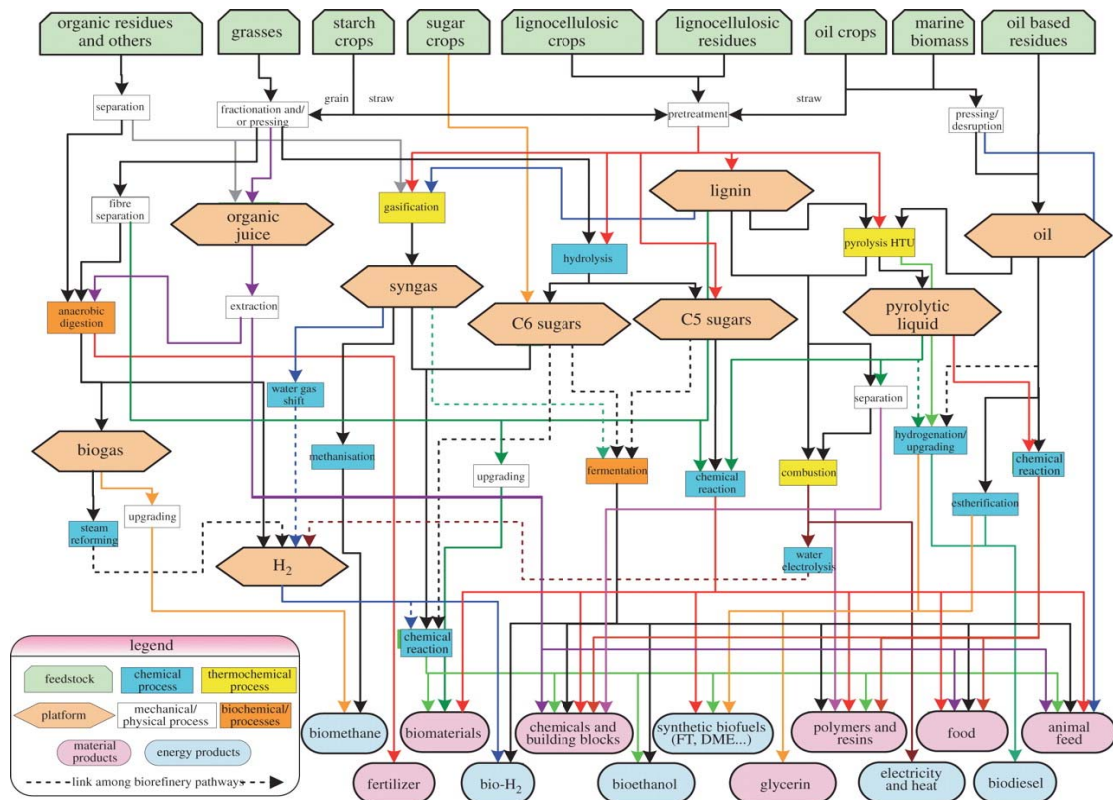 organic residues
and others
grasses
starch
crops
sugar
crops
lignocellulosic
crops
lignocellulosic
residues
oil crops
marine
biomass
oil based
residues
separation
fractionation and/
or pressing
grain
straw
pretreatment
straw
pressing/
desruption
fibre
separation
organic
juice
gasification
lignin
hydrolysis
pyrolysis HTU
oil
anaerobic
digestion
extraction
syngas
C6 sugars
C5 sugars
pyrolytic
liquid
water gas
shift
separation
biogas
methanisation
upgrading
fermentation
chemical
reaction
combustion
hydrogenation/
upgrading
chemical
reaction
steam
reforming
upgrading
estherification
H2
water
electrolysis
chemical
reaction
legend
feedstock
chemical
process
thermochemical
process
platform
mechanical/
physical process
biochemical/
processes
material
products
energy products
link among biorefinery pathways
biomethane
biomaterials
chemicals and
building blocks
synthetic biofuels
(FT, DME...)
polymers and
resins
food
animal
feed
fertilizer
bio-H2
bioethanol
glycerin
electricity
and heat
biodiesel